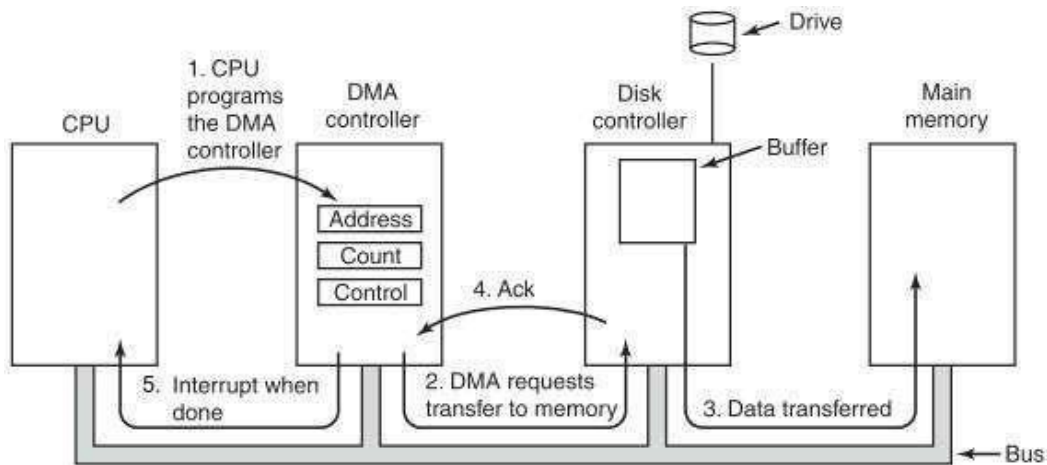 Drive
1. CPU
programs
the DMA
controller
CPU
DMA
controller
Disk
controller
Main
memory
Buffer
Address
Count
Control
4. Ack
5. Interrupt when
done
2. DMA requests
transfer to memory
3. Data transferred
Bus